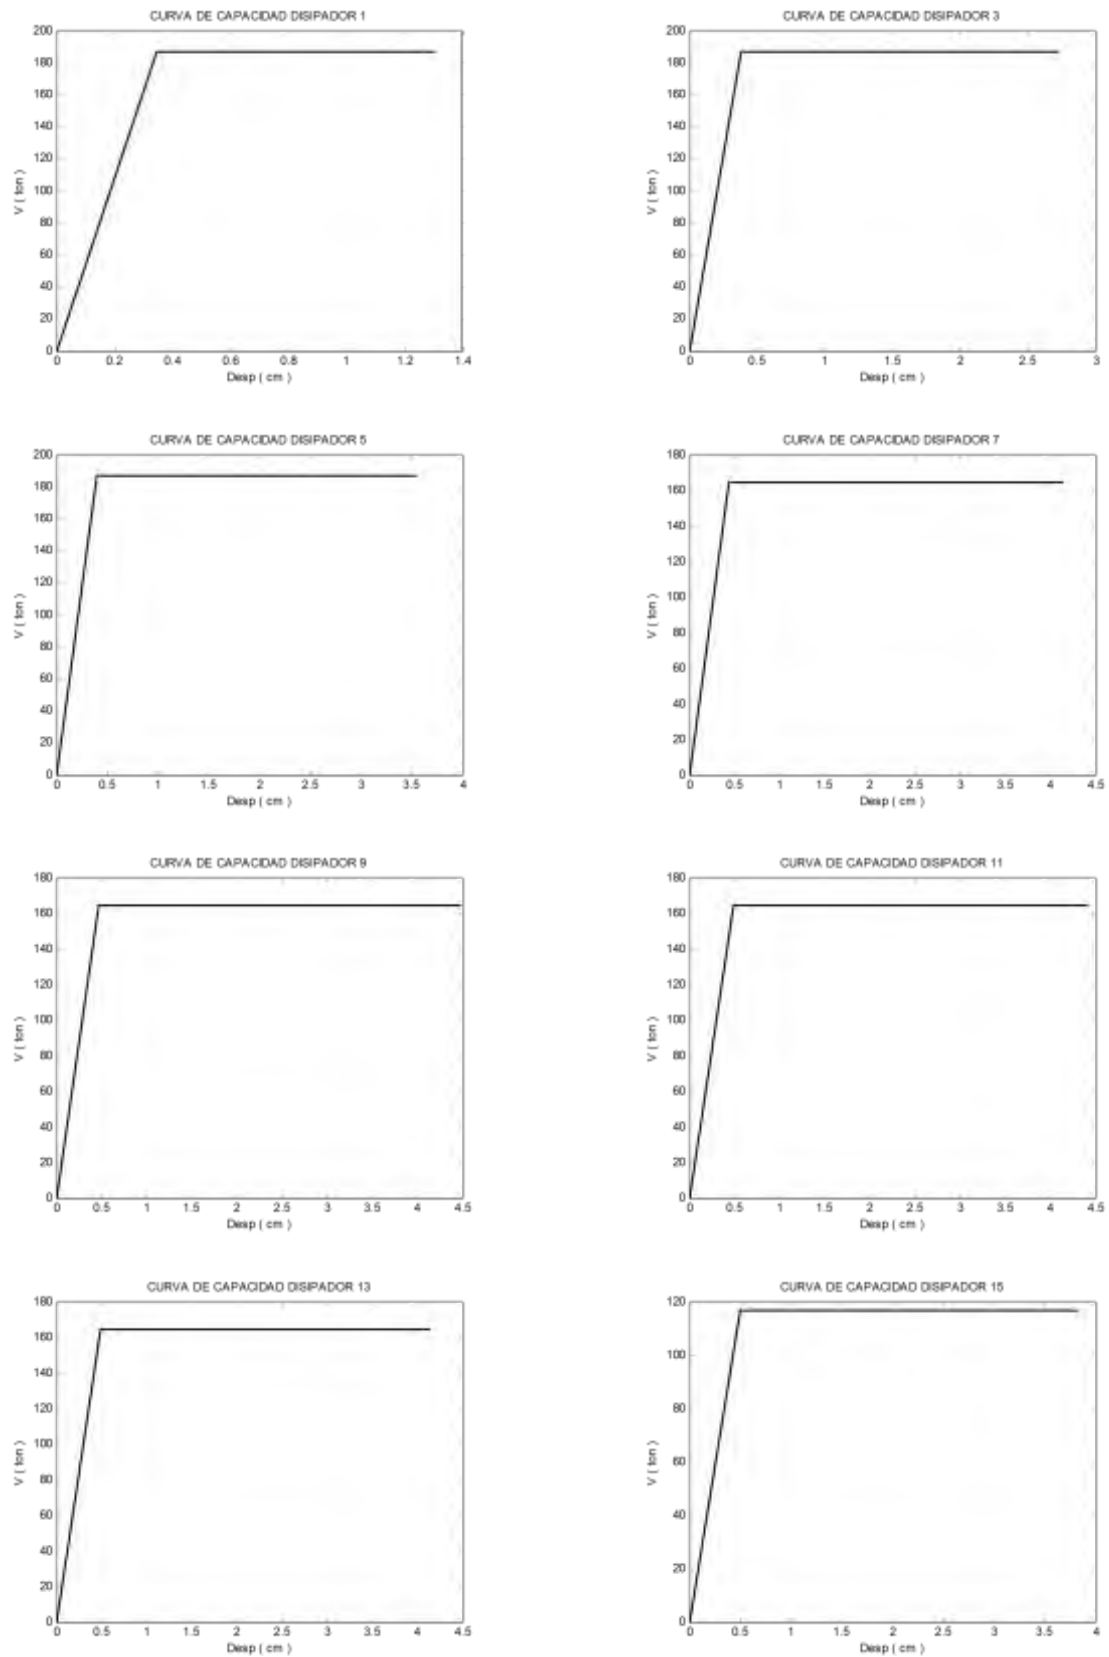 CURVA DE CAPACIDAD DISIPADOR 1
200
180
160
140
120
100
80
60
40
20
0
V ( ton )
0 0.2 0.4 0.6 0.8 1 1.2 1.4
Desp ( cm )
CURVA DE CAPACIDAD DISIPADOR 3
200
180
160
140
120
100
80
60
40
20
0
V ( ton )
0 0.5 1 1.5 2 2.5 3
Desp ( cm )
CURVA DE CAPACIDAD DISIPADOR 5
200
180
160
140
120
100
80
60
40
20
0
V ( ton )
0 0.5 1 1.5 2 2.5 3 3.5 4
Desp ( cm )
CURVA DE CAPACIDAD DISIPADOR 7
180
160
140
120
100
80
60
40
20
0
V ( ton )
0 0.5 1 1.5 2 2.5 3 3.5 4 4.5
Desp ( cm )
CURVA DE CAPACIDAD DISIPADOR 9
180
160
140
120
100
80
60
40
20
0
V ( ton )
0 0.5 1 1.5 2 2.5 3 3.5 4 4.5
Desp ( cm )
CURVA DE CAPACIDAD DISIPADOR 11
180
160
140
120
100
80
60
40
20
0
V ( ton )
0 0.5 1 1.5 2 2.5 3 3.5 4 4.5
Desp ( cm )
CURVA DE CAPACIDAD DISIPADOR 13
180
160
140
120
100
80
60
40
20
0
V ( ton )
0 0.5 1 1.5 2 2.5 3 3.5 4 4.5
Desp ( cm )
CURVA DE CAPACIDAD DISIPADOR 15
120
100
80
60
40
20
0
V ( ton )
0 0.5 1 1.5 2 2.5 3 3.5 4
Desp ( cm )